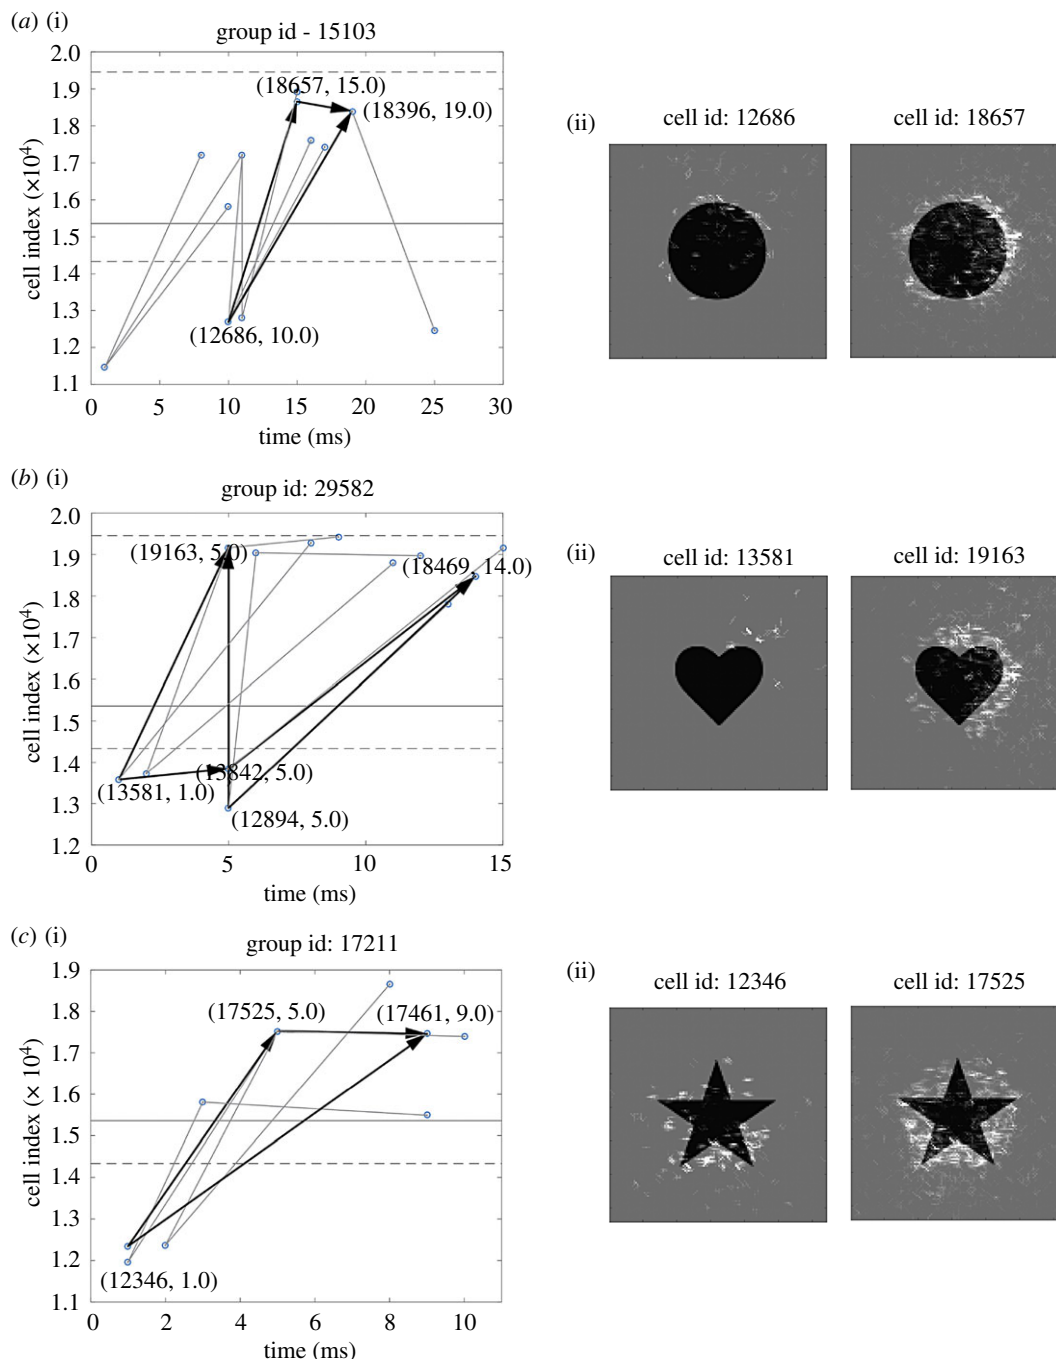 (a) (i)
group id - 15103
2.0
1.9
1.8
1.7
1.6
1.5
1.4
1.3
1.2
1.1
cell index (×10⁴)
(18657, 15.0)
(18396, 19.0)
(12686, 10.0)
0 5 10 15 20 25 30
time (ms)
(ii)
cell id: 12686
cell id: 18657
(b) (i)
group id: 29582
2.0
1.9
1.8
1.7
1.6
1.5
1.4
1.3
1.2
cell index (×10⁴)
(19163, 5.0)
(18469, 14.0)
(13842, 5.0)
(13581, 1.0)
(12894, 5.0)
0 5 10 15
time (ms)
(ii)
cell id: 13581
cell id: 19163
(c) (i)
group id: 17211
1.9
1.8
1.7
1.6
1.5
1.4
1.3
1.2
1.1
cell index (× 10⁴)
(17525, 5.0)
(17461, 9.0)
(12346, 1.0)
0 2 4 6 8 10
time (ms)
(ii)
cell id: 12346
cell id: 17525